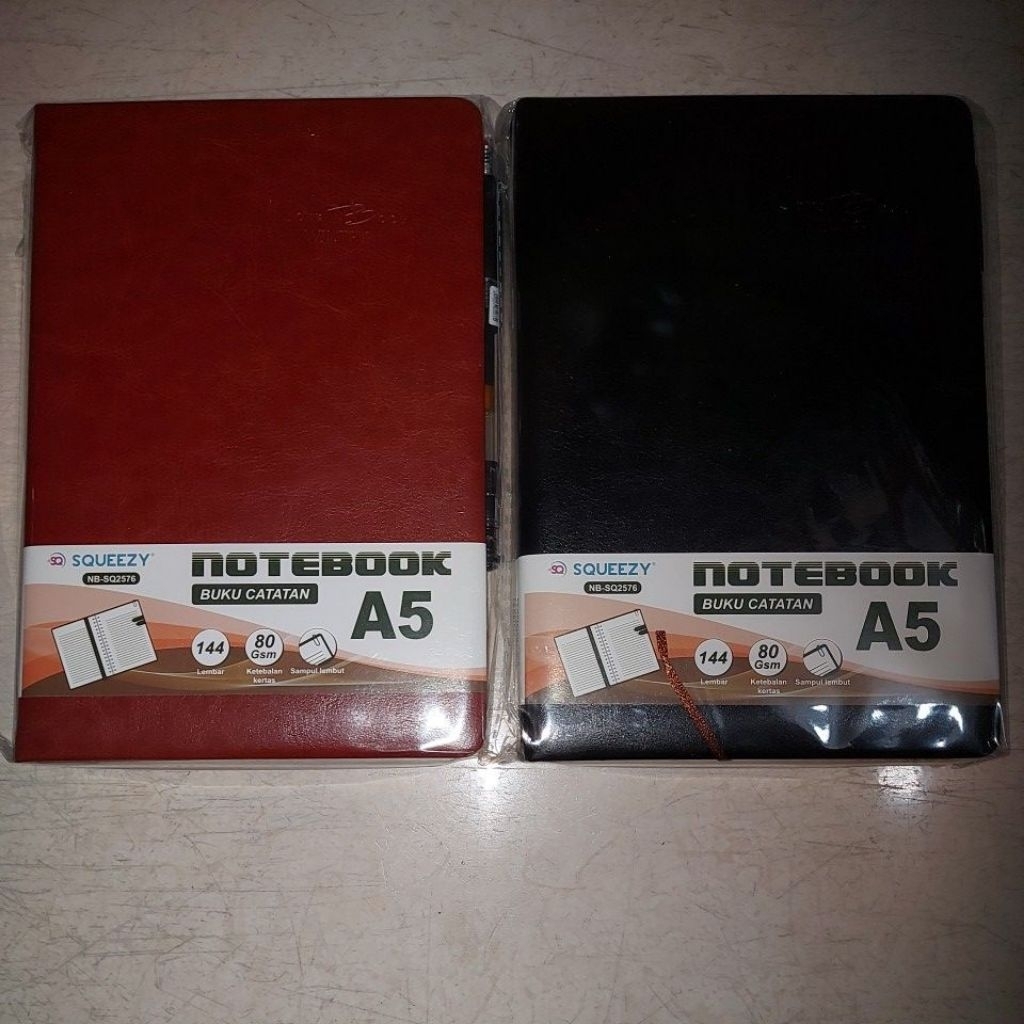 SQ SQUEEZY
NB-SQ2576
NOTEBOOK
BUKU CATATAN
A5
144
Lembar
80
Gsm
Ketebalan
kertas
Sampul lembut
SQ SQUEEZY
NB-SQ2576
NOTEBOOK
BUKU CATATAN
A5
144
Lembar
80
Gsm
Ketebalan
kertas
Sampul lembut